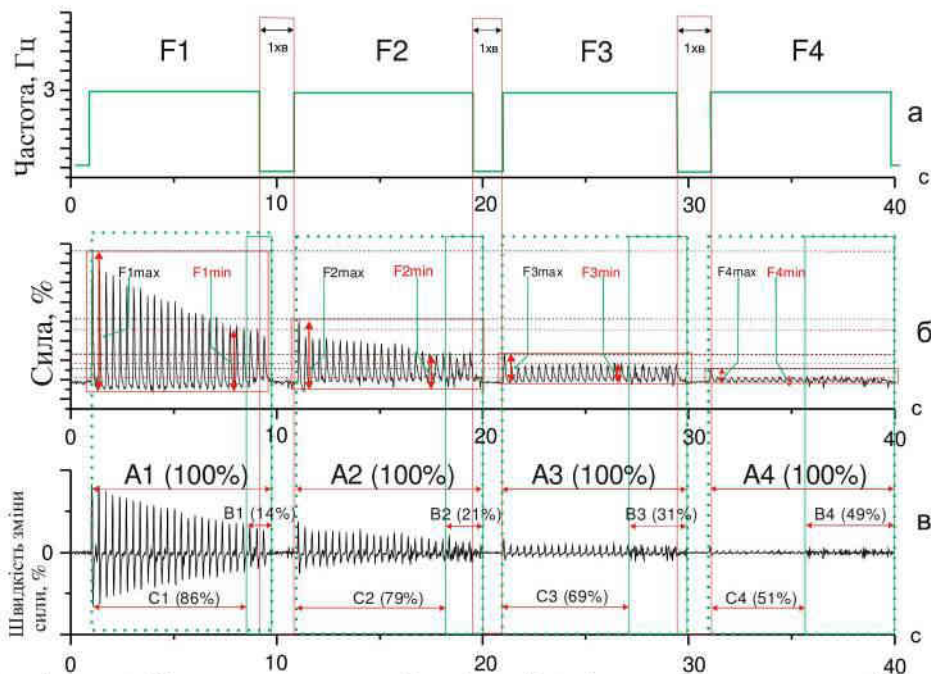 Частота, Гц
3
F1
1хв
F2
1хв
F3
1хв
F4
а
с
0
10
20
30
40
Сила, %
F1max
F1min
F2max
F2min
F3max
F3min
F4max
F4min
б
с
0
10
20
30
40
Швидкість зміни
сили, %
0
A1 (100%)
A2 (100%)
A3 (100%)
A4 (100%)
B1 (14%)
B2 (21%)
B3 (31%)
B4 (49%)
в
C1 (86%)
C2 (79%)
C3 (69%)
C4 (51%)
с
0
10
20
30
40